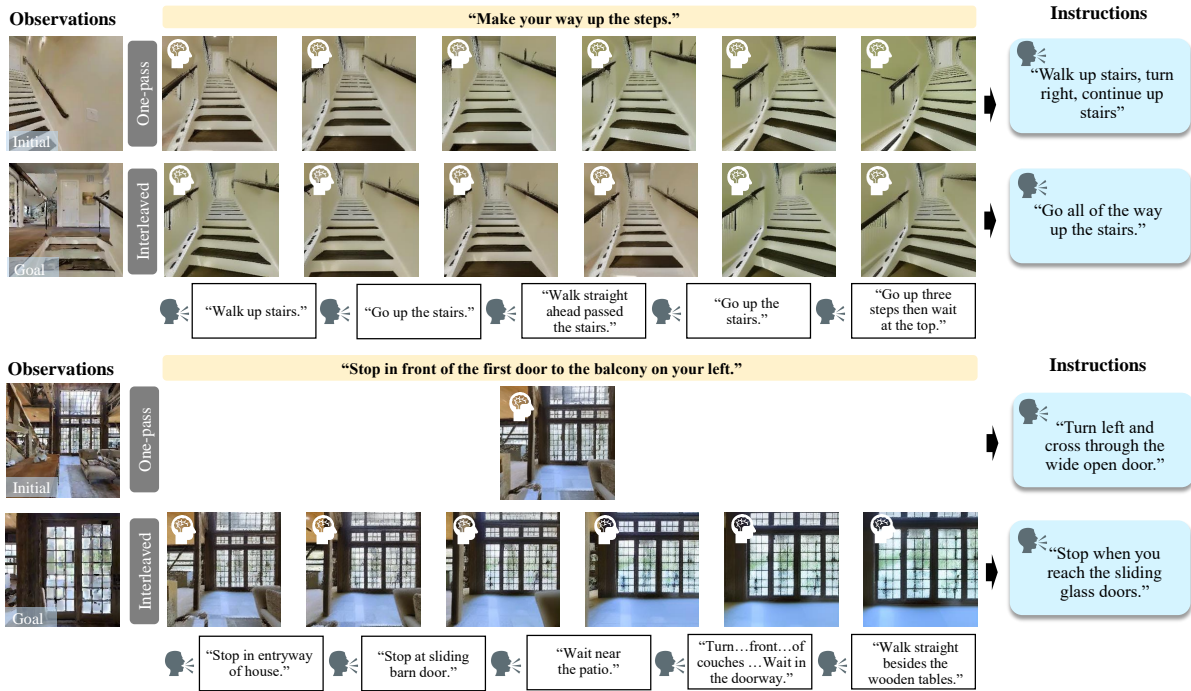 Observations
“Make your way up the steps.”
Instructions
Initial
One-pass
“Walk up stairs, turn
right, continue up
stairs”
Goal
Interleaved
“Go all of the way
up the stairs.”
“Walk up stairs.”
“Go up the stairs.”
“Walk straight
ahead passed
the stairs.”
“Go up the
stairs.”
“Go up three
steps then wait
at the top.”
Observations
“Stop in front of the first door to the balcony on your left.”
Instructions
Initial
One-pass
“Turn left and
cross through the
wide open door.”
Goal
Interleaved
“Stop when you
reach the sliding
glass doors.”
“Stop in entryway
of house.”
“Stop at sliding
barn door.”
“Wait near
the patio.”
“Turn…front…of
couches …Wait in
the doorway.”
“Walk straight
besides the
wooden tables.”